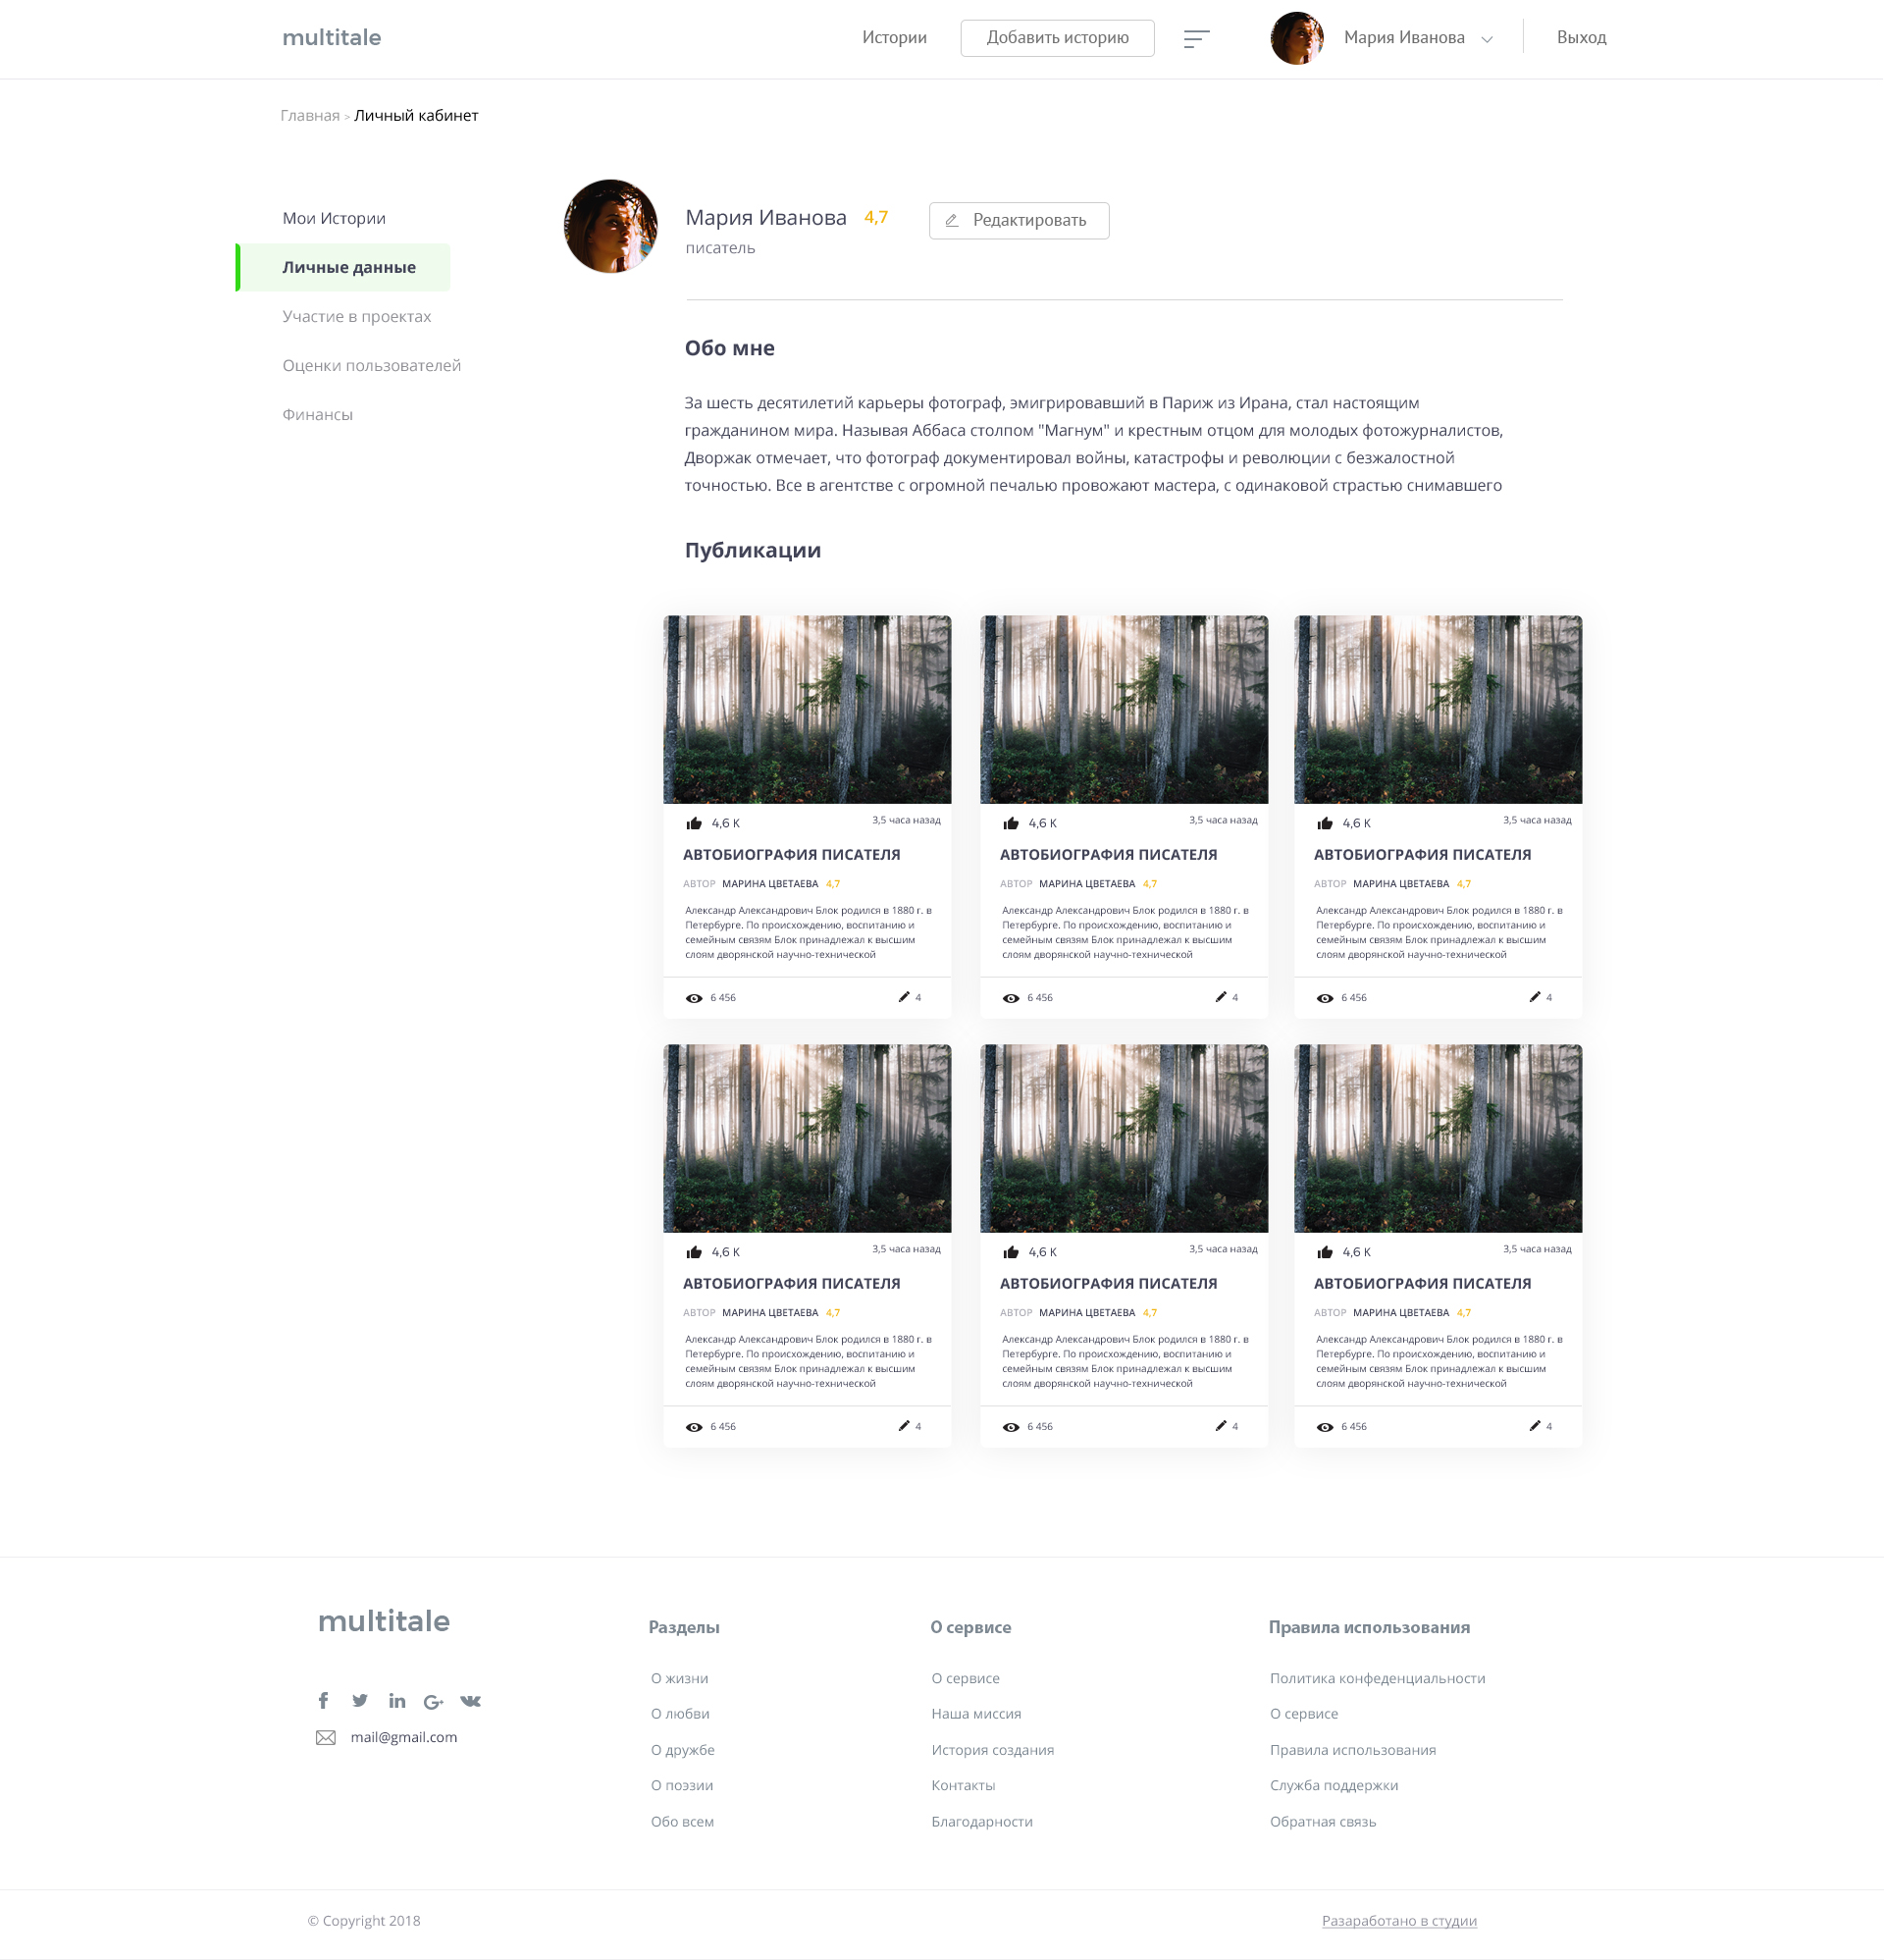 multitale
Истории
Добавить историю
Мария Иванова
Выход
Главная > Личный кабинет
Мои Истории
Личные данные
Участие в проектах
Оценки пользователей
Финансы
Мария Иванова 4,7
писатель
Редактировать
Обо мне
За шесть десятилетий карьеры фотограф, эмигрировавший в Париж из Ирана, стал настоящим
гражданином мира. Называя Аббаса столпом "Магнум" и крестным отцом для молодых фотожурналистов,
Дворжак отмечает, что фотограф документировал войны, катастрофы и революции с безжалостной
точностью. Все в агентстве с огромной печалью провожают мастера, с одинаковой страстью снимавшего
Публикации
4,6 K 3,5 часа назад
АВТОБИОГРАФИЯ ПИСАТЕЛЯ
АВТОР МАРИНА ЦВЕТАЕВА 4,7
Александр Александрович Блок родился в 1880 г. в
Петербурге. По происхождению, воспитанию и
семейным связям Блок принадлежал к высшим
слоям дворянской научно-технической
6 456 4
4,6 K 3,5 часа назад
АВТОБИОГРАФИЯ ПИСАТЕЛЯ
АВТОР МАРИНА ЦВЕТАЕВА 4,7
Александр Александрович Блок родился в 1880 г. в
Петербурге. По происхождению, воспитанию и
семейным связям Блок принадлежал к высшим
слоям дворянской научно-технической
6 456 4
4,6 K 3,5 часа назад
АВТОБИОГРАФИЯ ПИСАТЕЛЯ
АВТОР МАРИНА ЦВЕТАЕВА 4,7
Александр Александрович Блок родился в 1880 г. в
Петербурге. По происхождению, воспитанию и
семейным связям Блок принадлежал к высшим
слоям дворянской научно-технической
6 456 4
4,6 K 3,5 часа назад
АВТОБИОГРАФИЯ ПИСАТЕЛЯ
АВТОР МАРИНА ЦВЕТАЕВА 4,7
Александр Александрович Блок родился в 1880 г. в
Петербурге. По происхождению, воспитанию и
семейным связям Блок принадлежал к высшим
слоям дворянской научно-технической
6 456 4
4,6 K 3,5 часа назад
АВТОБИОГРАФИЯ ПИСАТЕЛЯ
АВТОР МАРИНА ЦВЕТАЕВА 4,7
Александр Александрович Блок родился в 1880 г. в
Петербурге. По происхождению, воспитанию и
семейным связям Блок принадлежал к высшим
слоям дворянской научно-технической
6 456 4
4,6 K 3,5 часа назад
АВТОБИОГРАФИЯ ПИСАТЕЛЯ
АВТОР МАРИНА ЦВЕТАЕВА 4,7
Александр Александрович Блок родился в 1880 г. в
Петербурге. По происхождению, воспитанию и
семейным связям Блок принадлежал к высшим
слоям дворянской научно-технической
6 456 4
multitale
mail@gmail.com
Разделы
О жизни
О любви
О дружбе
О поэзии
Обо всем
О сервисе
О сервисе
Наша миссия
История создания
Контакты
Благодарности
Правила использования
Политика конфеденциальности
О сервисе
Правила использования
Служба поддержки
Обратная связь
© Copyright 2018
Разаработано в студии